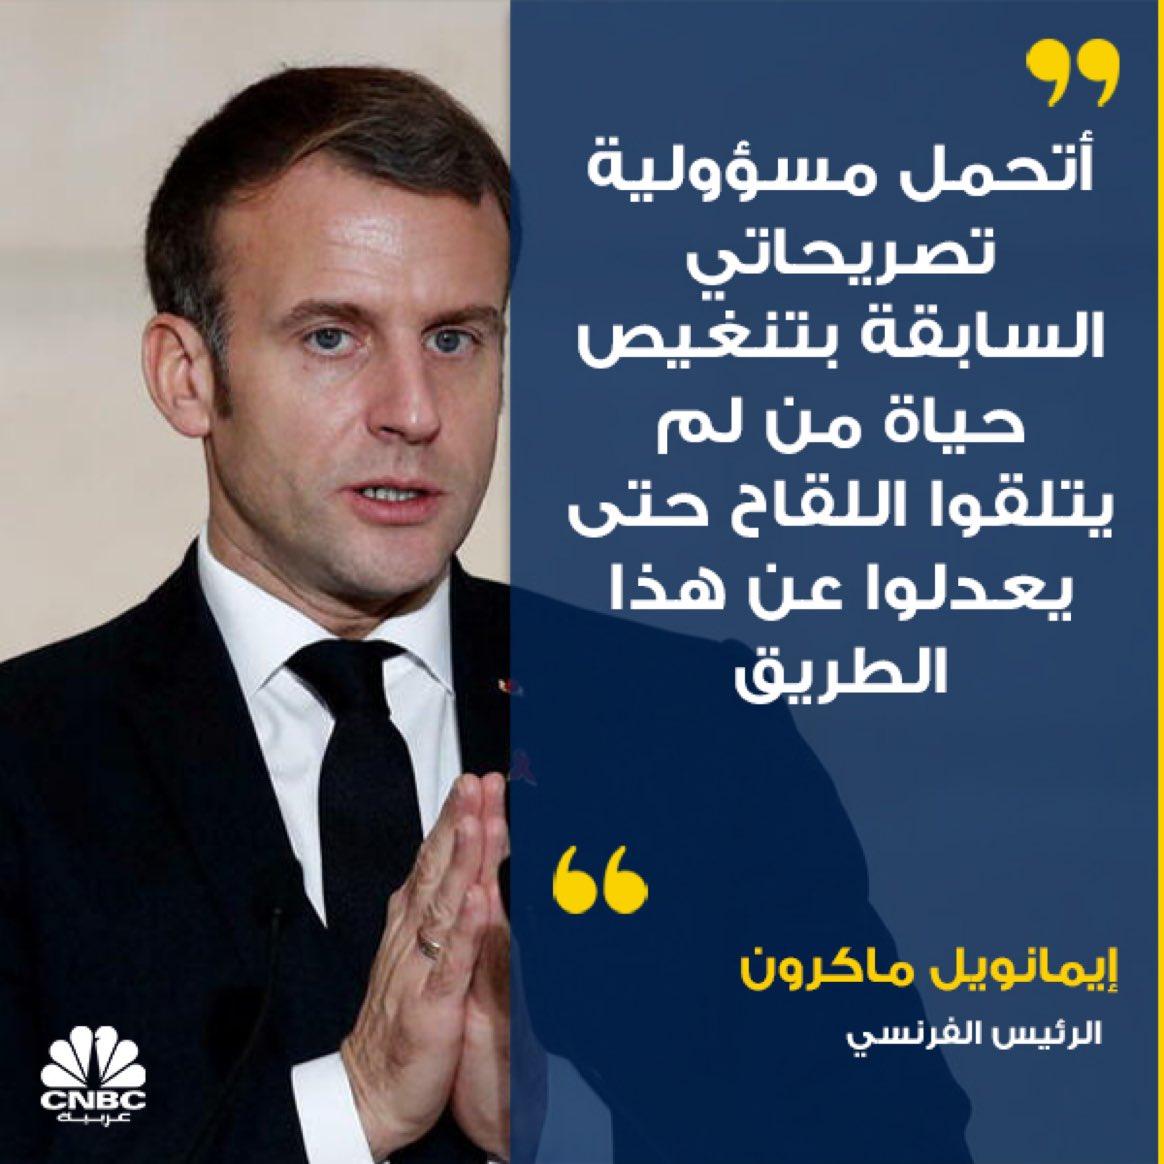 أتحمل مسؤولية
تصريحاتي
السابقة بتنغيص
حياة من لم
يتلقوا اللقاح حتى
يعدلوا عن هذا
الطريق
إيمانويل ماكرون
الرئيس الفرنسي
CNBC
عربية